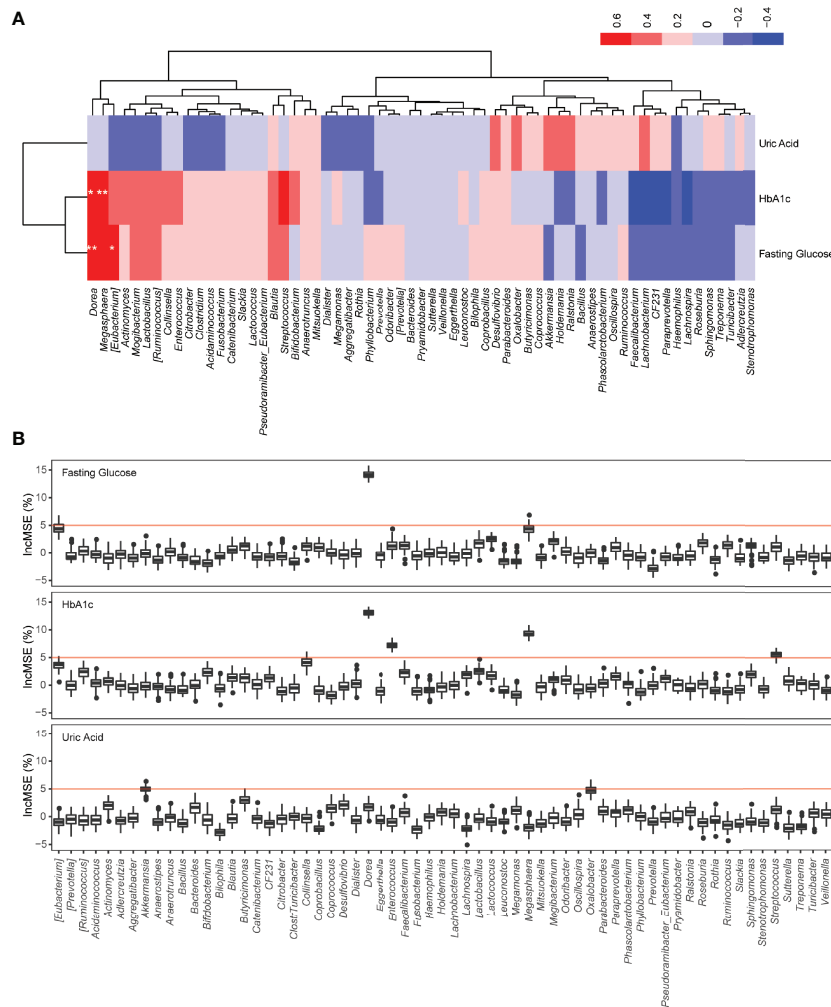 A
0.6
0.4
0.2
0
−0.2
−0.4
Uric Acid
HbA1c
Fasting Glucose
* **
** *
Dorea
Megasphaera
[Eubacterium]
Actinomyces
Mogibacterium
Lactobacillus
[Ruminococcus]
Collinsella
Enterococcus
Citrobacter
Clostridium
Acidaminococcus
Fusobacterium
Catenibacterium
Slackia
Lactococcus
Pseudoramibacter_Eubacterium
Blautia
Streptococcus
Bifidobacterium
Anaerotruncus
Mitsuokella
Dialister
Megamonas
Aggregatibacter
Rothia
Phyllobacterium
Prevotella
Odoribacter
[Prevotella]
Bacteroides
Pryamidobacter
Sutterella
Veillonella
Eggerthella
Leuconostoc
Bilophila
Coprobacillus
Desulfovibrio
Parabacteroides
Oxalobacter
Butyricimonas
Coprococcus
Akkermansia
Holdemania
Ralstonia
Bacillus
Anaerostipes
Phascolarctobacterium
Oscillospira
Ruminococcus
Faecalibacterium
Lachnobacterium
CF231
Paraprevotella
Haemophilus
Lachnospira
Roseburia
Sphingomonas
Treponema
Turicibacter
Adlercreutzia
Stenotrophomonas
B
Fasting Glucose
IncMSE (%)
15
10
5
0
−5
HbA1c
IncMSE (%)
15
10
5
0
−5
Uric Acid
IncMSE (%)
15
10
5
0
−5
[Eubacterium]
[Prevotella]
[Ruminococcus]
Acidaminococcus
Actinomyces
Adlercreutzia
Aggregatibacter
Akkermansia
Anaerostipes
Anaerotruncus
Bacillus
Bacteroides
Bifidobacterium
Bilophila
Blautia
Butyricimonas
Catenibacterium
CF231
Citrobacter
Collinsella
Coprobacillus
Coprococcus
Desulfovibrio
Dialister
Dorea
Eggerthella
Enterococcus
Faecalibacterium
Fusobacterium
Haemophilus
Holdemania
Lachnobacterium
Lachnospira
Lactobacillus
Lactococcus
Leuconostoc
Megamonas
Megasphaera
Mitsuokella
Mogibacterium
Odoribacter
Oscillospira
Oxalobacter
Parabacteroides
Paraprevotella
Phascolarctobacterium
Phyllobacterium
Prevotella
Pseudoramibacter_Eubacterium
Pryamidobacter
Ralstonia
Roseburia
Rothia
Ruminococcus
Slackia
Sphingomonas
Stenotrophomonas
Streptococcus
Sutterella
Treponema
Turicibacter
Veillonella